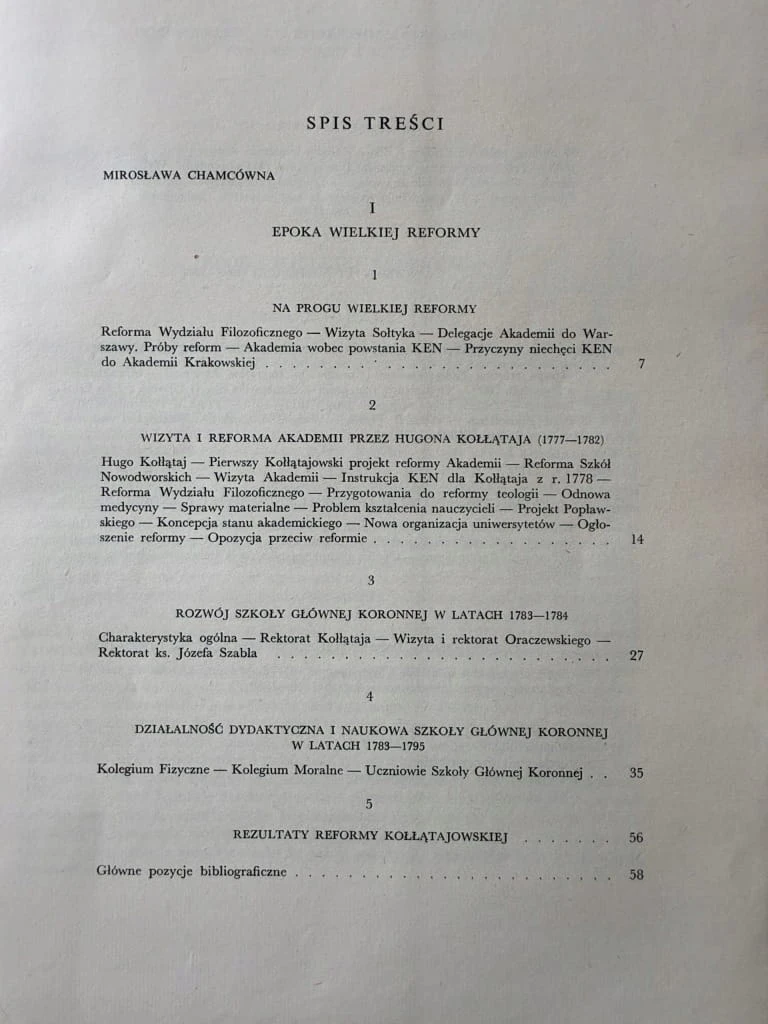 SPIS TREŚCI
MIROSŁAWA CHAMCÓWNA
I
EPOKA WIELKIEJ REFORMY
1
NA PROGU WIELKIEJ REFORMY
Reforma Wydziału Filozoficznego — Wizyta Sołtyka — Delegacje Akademii do War-
szawy. Próby reform — Akademia wobec powstania KEN — Przyczyny niechęci KEN
do Akademii Krakowskiej . . . . . . . . . . . . . . . . . . . . . . . . . . 7
2
WIZYTA I REFORMA AKADEMII PRZEZ HUGONA KOŁŁĄTAJA (1777—1782)
Hugo Kołłątaj — Pierwszy Kołłątajowski projekt reformy Akademii — Reforma Szkół
Nowodworskich — Wizyta Akademii — Instrukcja KEN dla Kołłątaja z r. 1778 —
Reforma Wydziału Filozoficznego — Przygotowania do reformy teologii — Odnowa
medycyny — Sprawy materialne — Problem kształcenia nauczycieli — Projekt Popław-
skiego — Koncepcja stanu akademickiego — Nowa organizacja uniwersytetów — Ogło-
szenie reformy — Opozycja przeciw reformie . . . . . . . . . . . . . . . . . . 14
3
ROZWÓJ SZKOŁY GŁÓWNEJ KORONNEJ W LATACH 1783—1784
Charakterystyka ogólna — Rektorat Kołłątaja — Wizyta i rektorat Oraczewskiego —
Rektorat ks. Józefa Szabla . . . . . . . . . . . . . . . . . . . . . . . . . 27
4
DZIAŁALNOŚĆ DYDAKTYCZNA I NAUKOWA SZKOŁY GŁÓWNEJ KORONNEJ
W LATACH 1783—1795
Kolegium Fizyczne — Kolegium Moralne — Uczniowie Szkoły Głównej Koronnej . . 35
5
REZULTATY REFORMY KOŁŁĄTAJOWSKIEJ . . . . . . . 56
Główne pozycje bibliograficzne . . . . . . . . . . . . . . . . . . . . . . . . 58